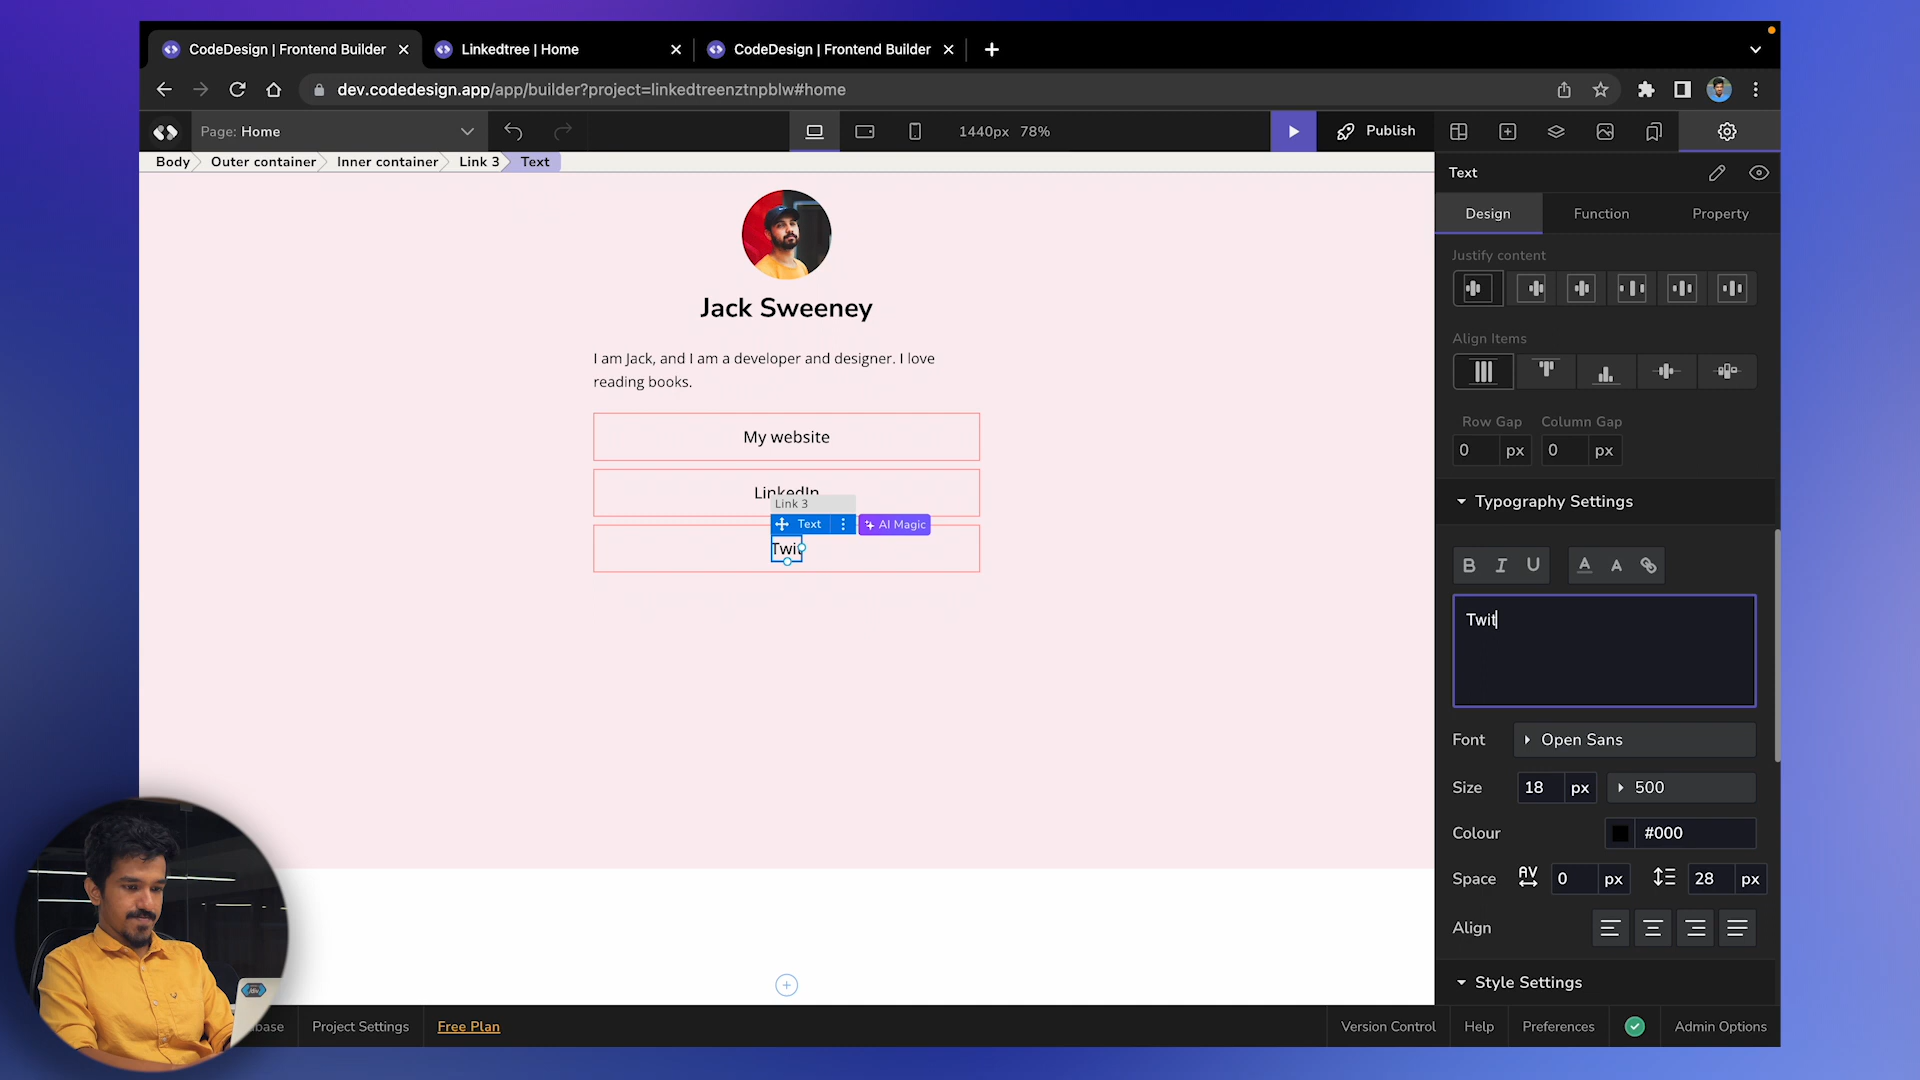 CodeDesign | Frontend Builder
Linkedtree | Home
CodeDesign | Frontend Builder
dev.codedesign.app/app/builder?project=linkedtreenztnpblw#home
Page: Home
1440px 78%
Publish
Body
Outer container
Inner container
Link 3
Text
Jack Sweeney
I am Jack, and I am a developer and designer. I love
reading books.
My website
LinkedIn
Link 3
Text
AI Magic
Twit
Text
Design
Function
Property
Justify content
Align Items
Row Gap
Column Gap
0 px
0 px
Typography Settings
B I U A A
Twit
Font
Open Sans
Size
18 px
500
Colour
#000
Space
AV
0 px
28 px
Align
Style Settings
base
Project Settings
Free Plan
Version Control
Help
Preferences
Admin Options